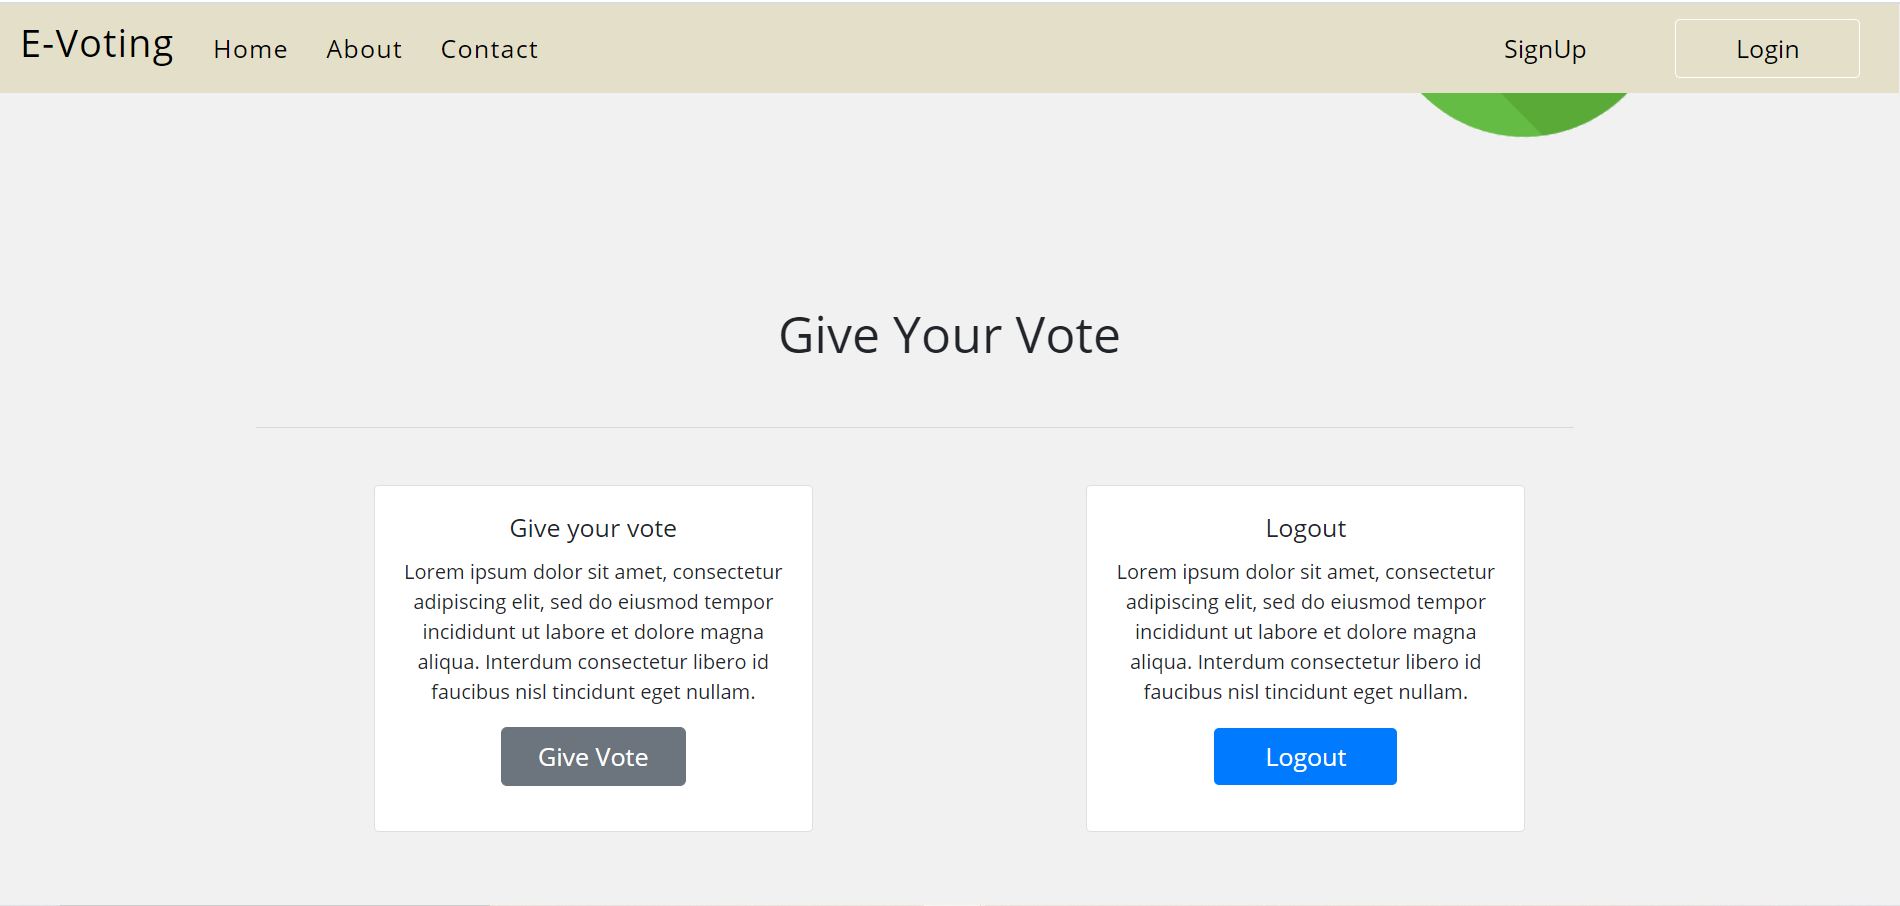 E-Voting Home About Contact SignUp Login
Give Your Vote
Give your vote
Lorem ipsum dolor sit amet, consectetur
adipiscing elit, sed do eiusmod tempor
incididunt ut labore et dolore magna
aliqua. Interdum consectetur libero id
faucibus nisl tincidunt eget nullam.
Give Vote
Logout
Lorem ipsum dolor sit amet, consectetur
adipiscing elit, sed do eiusmod tempor
incididunt ut labore et dolore magna
aliqua. Interdum consectetur libero id
faucibus nisl tincidunt eget nullam.
Logout